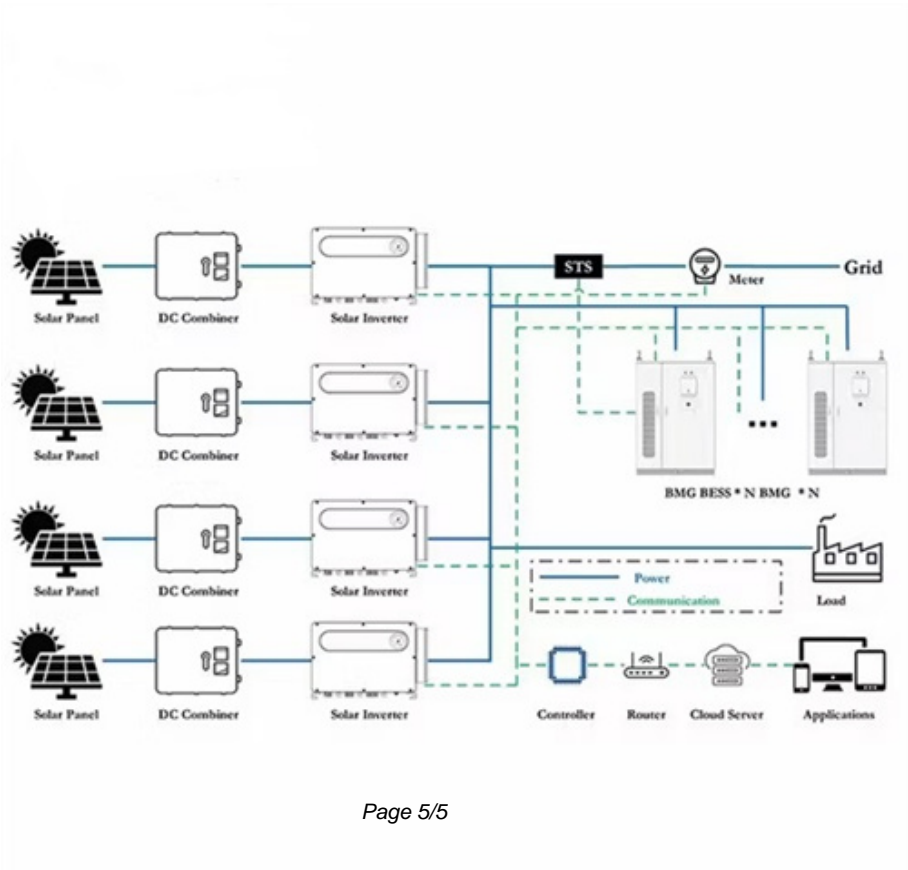 STS
Meter
Grid
Solar Panel
DC Combiner
Solar Inverter
Solar Panel
DC Combiner
Solar Inverter
BMG BESS * N BMG * N
Solar Panel
DC Combiner
Solar Inverter
Power
Communication
Load
Solar Panel
DC Combiner
Solar Inverter
Controller
Router
Cloud Server
Applications
Page 5/5